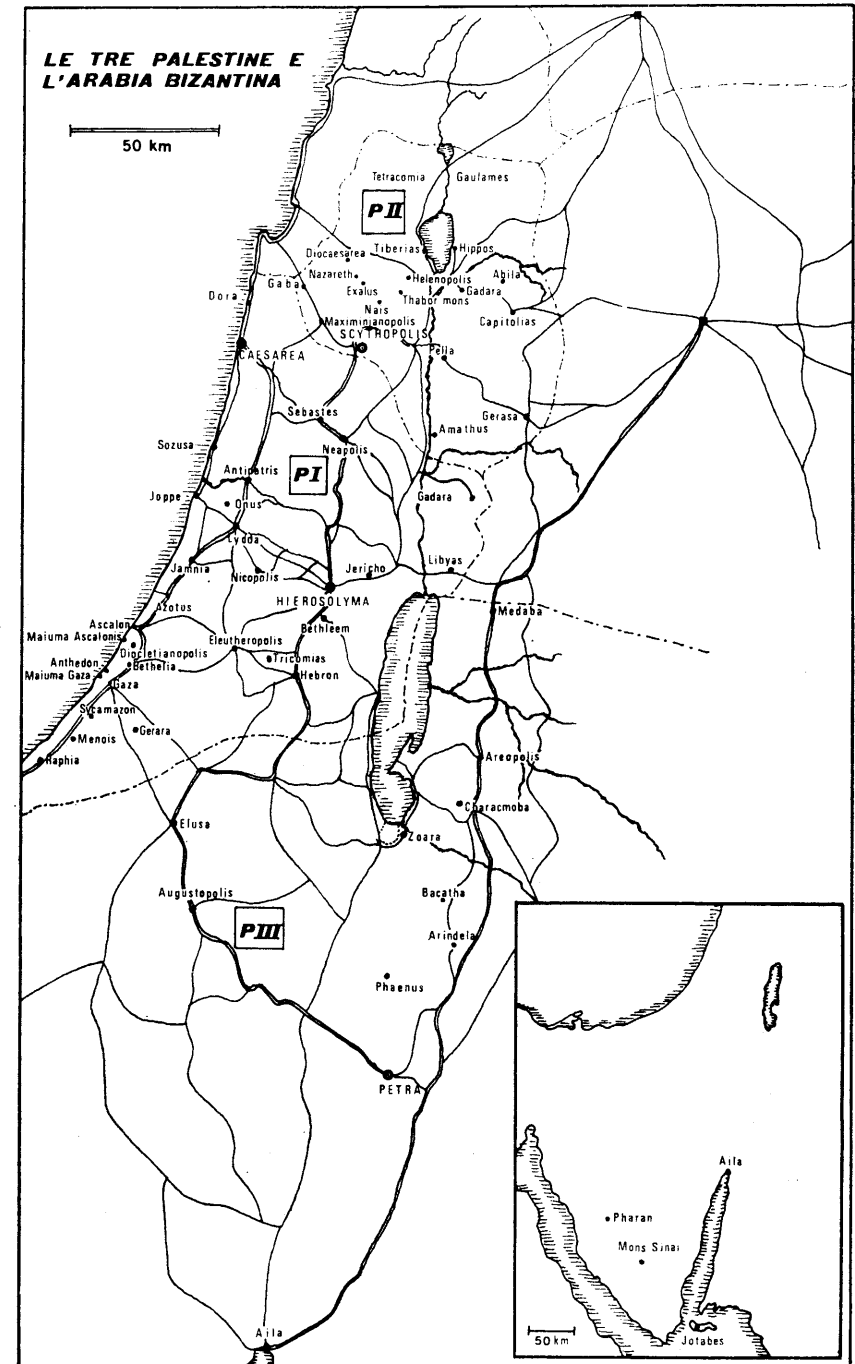 LE TRE PALESTINE E
L'ARABIA BIZANTINA
50 km
Tetracomia
Gaulames
PII
Tiberias
Hippos
Diocaesarea
Nazareth
Helenopolis
Abila
Gaba
Exalus
Thabor mons
Gadara
Dora
Nais
Capitolias
Maximianopolis
SCYTROPOLIS
CAESAREA
Pella
Sebastes
Gerasa
Amathus
Neapolis
Sozusa
Antipatris
PI
Joppe
Onus
Gadara
Lydda
Jamnia
Nicopolis
Jericho
Libyas
HIEROSOLYMA
Azotus
Medaba
Ascalon
Bethleem
Maiuma Ascalonis
Eleutheropolis
Diocletianopolis
Tricomias
Anthedon
Bethelia
Maiuma Gaza
Hebron
Gaza
Sycamazon
Gerara
Menois
Raphia
Areopolis
Characmoba
Elusa
Zoara
Augustopolis
Bacatha
PIII
Arindela
Phaenus
PETRA
Aila
Aila
Pharan
Mons Sinai
50 km
Jotabes